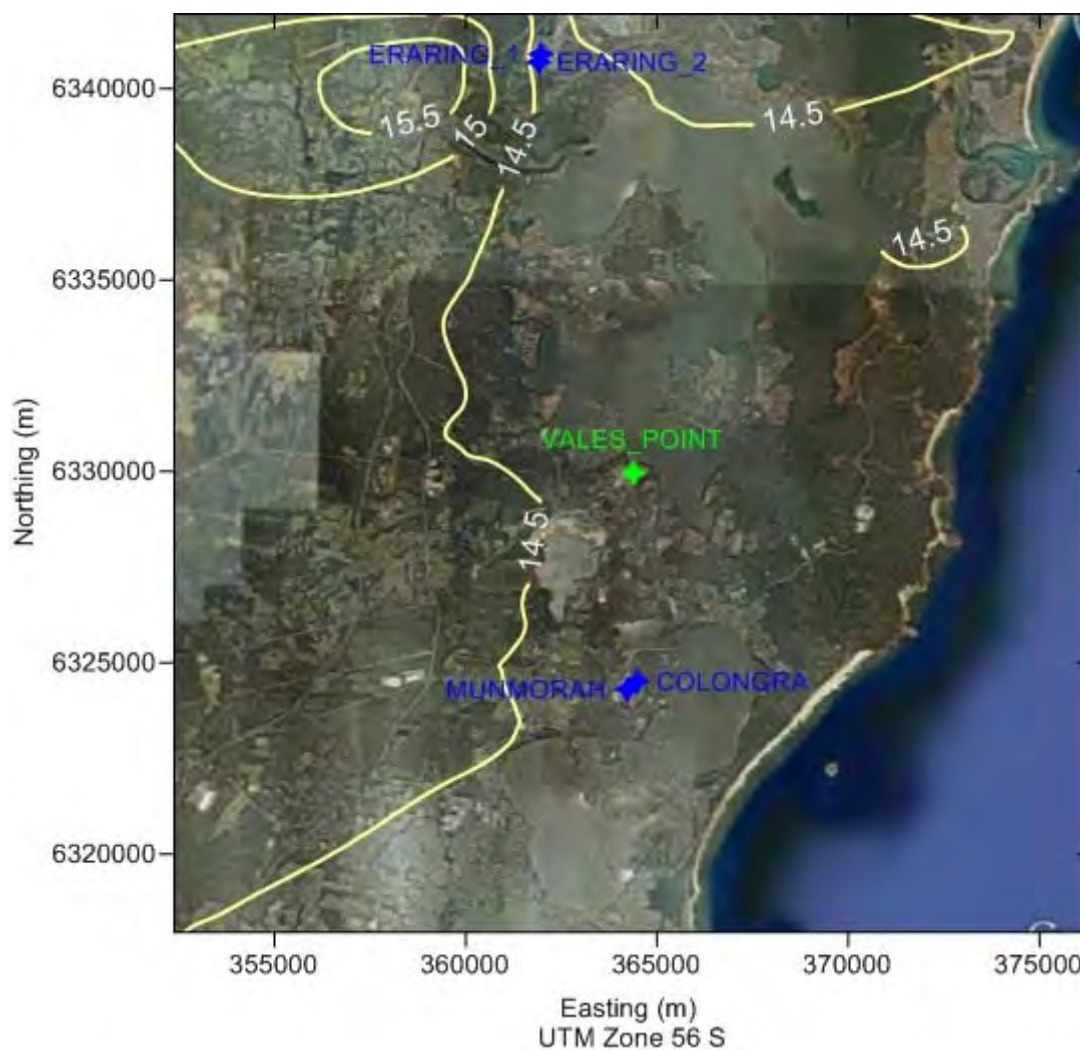 ERARING_1
ERARING_2
6340000
15.5
15
14.5
14.5
14.5
6335000
VALES_POINT
6330000
14.5
Northing (m)
6325000
MUNMORAH
COLONGRA
6320000
355000
360000
365000
370000
375000
Easting (m)
UTM Zone 56 S